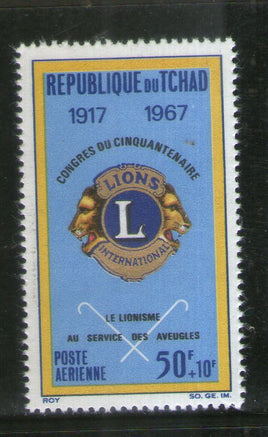 REPUBLIQUE DU TCHAD
1917 1967
CONGRES DU CINQUANTENAIRE
LIONS
L
INTERNATIONAL
LE LIONISME
AU SERVICE DES AVEUGLES
POSTE
AERIENNE
50F+10F
ROY SO. GE. IM.